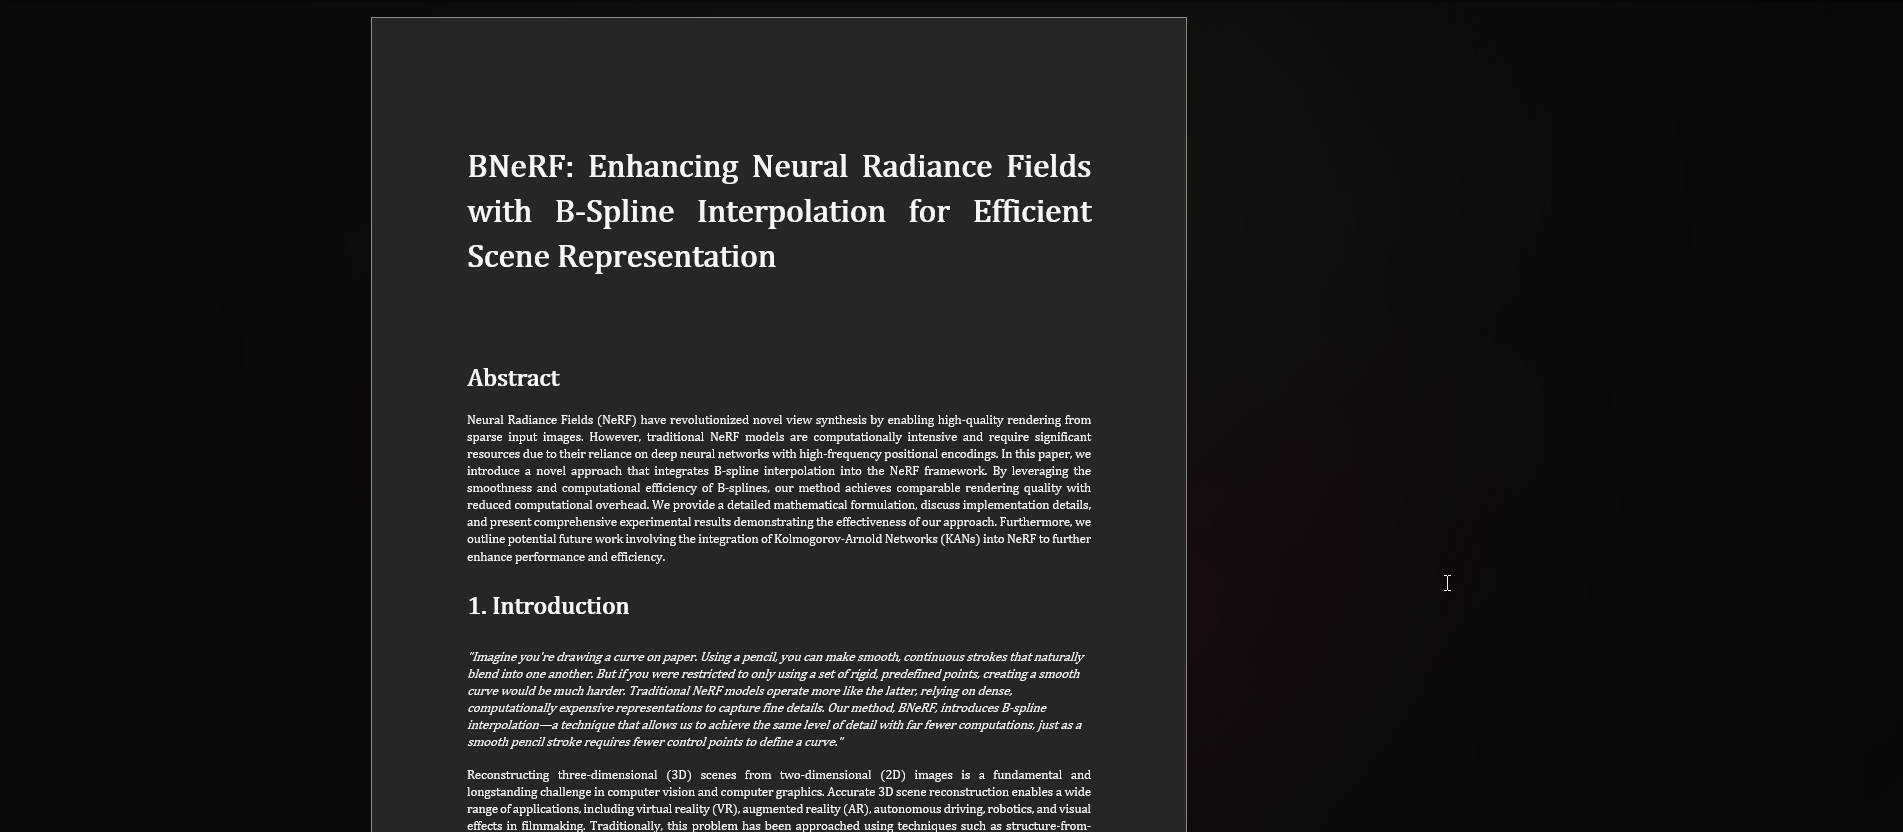 BNeRF: Enhancing Neural Radiance Fields
with B-Spline Interpolation for Efficient
Scene Representation
Abstract
Neural Radiance Fields (NeRF) have revolutionized novel view synthesis by enabling high-quality rendering from
sparse input images. However, traditional NeRF models are computationally intensive and require significant
resources due to their reliance on deep neural networks with high-frequency positional encodings. In this paper, we
introduce a novel approach that integrates B-spline interpolation into the NeRF framework. By leveraging the
smoothness and computational efficiency of B-splines, our method achieves comparable rendering quality with
reduced computational overhead. We provide a detailed mathematical formulation, discuss implementation details,
and present comprehensive experimental results demonstrating the effectiveness of our approach. Furthermore, we
outline potential future work involving the integration of Kolmogorov-Arnold Networks (KANs) into NeRF to further
enhance performance and efficiency.
1. Introduction
"Imagine you're drawing a curve on paper. Using a pencil, you can make smooth, continuous strokes that naturally
blend into one another. But if you were restricted to only using a set of rigid, predefined points, creating a smooth
curve would be much harder. Traditional NeRF models operate more like the latter, relying on dense,
computationally expensive representations to capture fine details. Our method, BNeRF, introduces B-spline
interpolation—a technique that allows us to achieve the same level of detail with far fewer computations, just as a
smooth pencil stroke requires fewer control points to define a curve."
Reconstructing three-dimensional (3D) scenes from two-dimensional (2D) images is a fundamental and
longstanding challenge in computer vision and computer graphics. Accurate 3D scene reconstruction enables a wide
range of applications, including virtual reality (VR), augmented reality (AR), autonomous driving, robotics, and visual
effects in filmmaking. Traditionally, this problem has been approached using techniques such as structure-from-